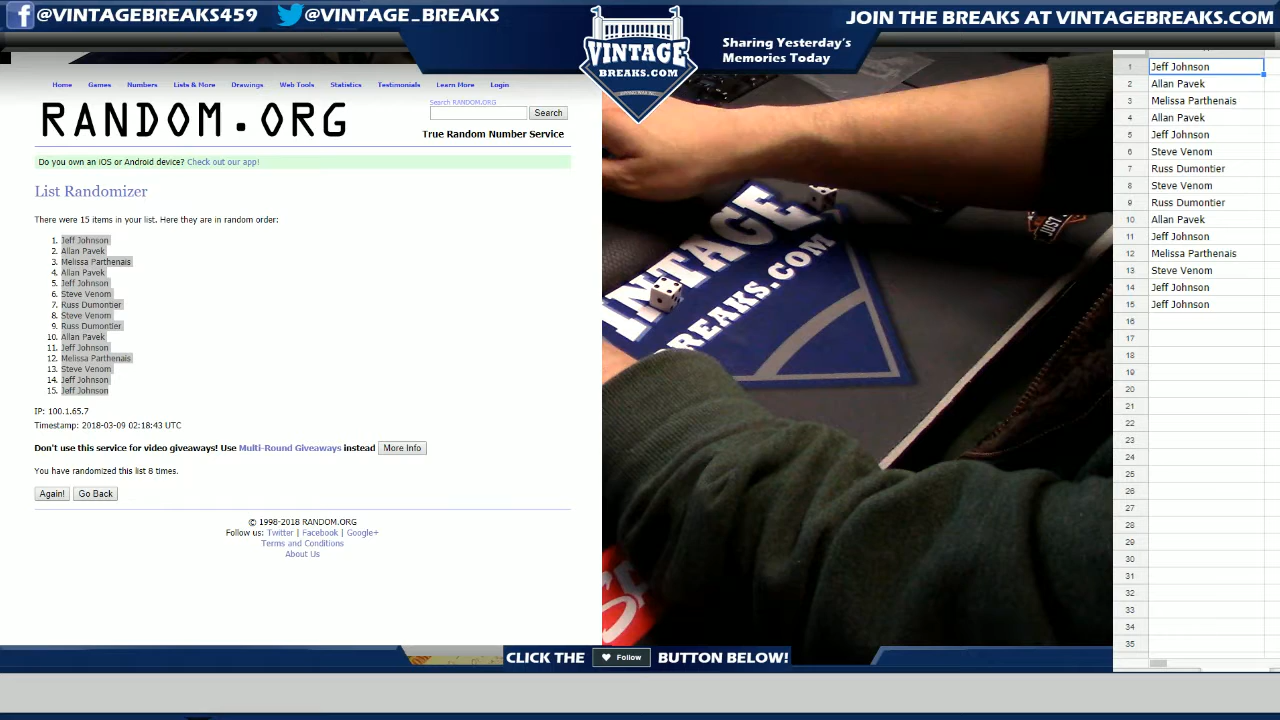 @VINTAGEBREAKS459
@VINTAGE_BREAKS
JOIN THE BREAKS AT VINTAGEBREAKS.COM
VINTAGE
BREAKS.COM
Sharing Yesterday's
Memories Today
Home Games Numbers Lists & More Drawings Web Tools Statistics Testimonials Learn More Login
RANDOM.ORG
Search RANDOM.ORG
Search
True Random Number Service
Do you own an iOS or Android device? Check out our app!
List Randomizer
There were 15 items in your list. Here they are in random order:
1. Jeff Johnson
2. Allan Pavek
3. Melissa Parthenais
4. Allan Pavek
5. Jeff Johnson
6. Steve Venom
7. Russ Dumontier
8. Steve Venom
9. Russ Dumontier
10. Allan Pavek
11. Jeff Johnson
12. Melissa Parthenais
13. Steve Venom
14. Jeff Johnson
15. Jeff Johnson
IP: 100.1.65.7
Timestamp: 2018-03-09 02:18:43 UTC
Don't use this service for video giveaways! Use Multi-Round Giveaways instead More Info
You have randomized this list 8 times.
Again! Go Back
© 1998-2018 RANDOM.ORG
Follow us: Twitter | Facebook | Google+
Terms and Conditions
About Us
INTAGE
BREAKS.COM
JUST
1 Jeff Johnson
2 Allan Pavek
3 Melissa Parthenais
4 Allan Pavek
5 Jeff Johnson
6 Steve Venom
7 Russ Dumontier
8 Steve Venom
9 Russ Dumontier
10 Allan Pavek
11 Jeff Johnson
12 Melissa Parthenais
13 Steve Venom
14 Jeff Johnson
15 Jeff Johnson
16
17
18
19
20
21
22
23
24
25
26
27
28
29
30
31
32
33
34
35
CLICK THE Follow BUTTON BELOW!